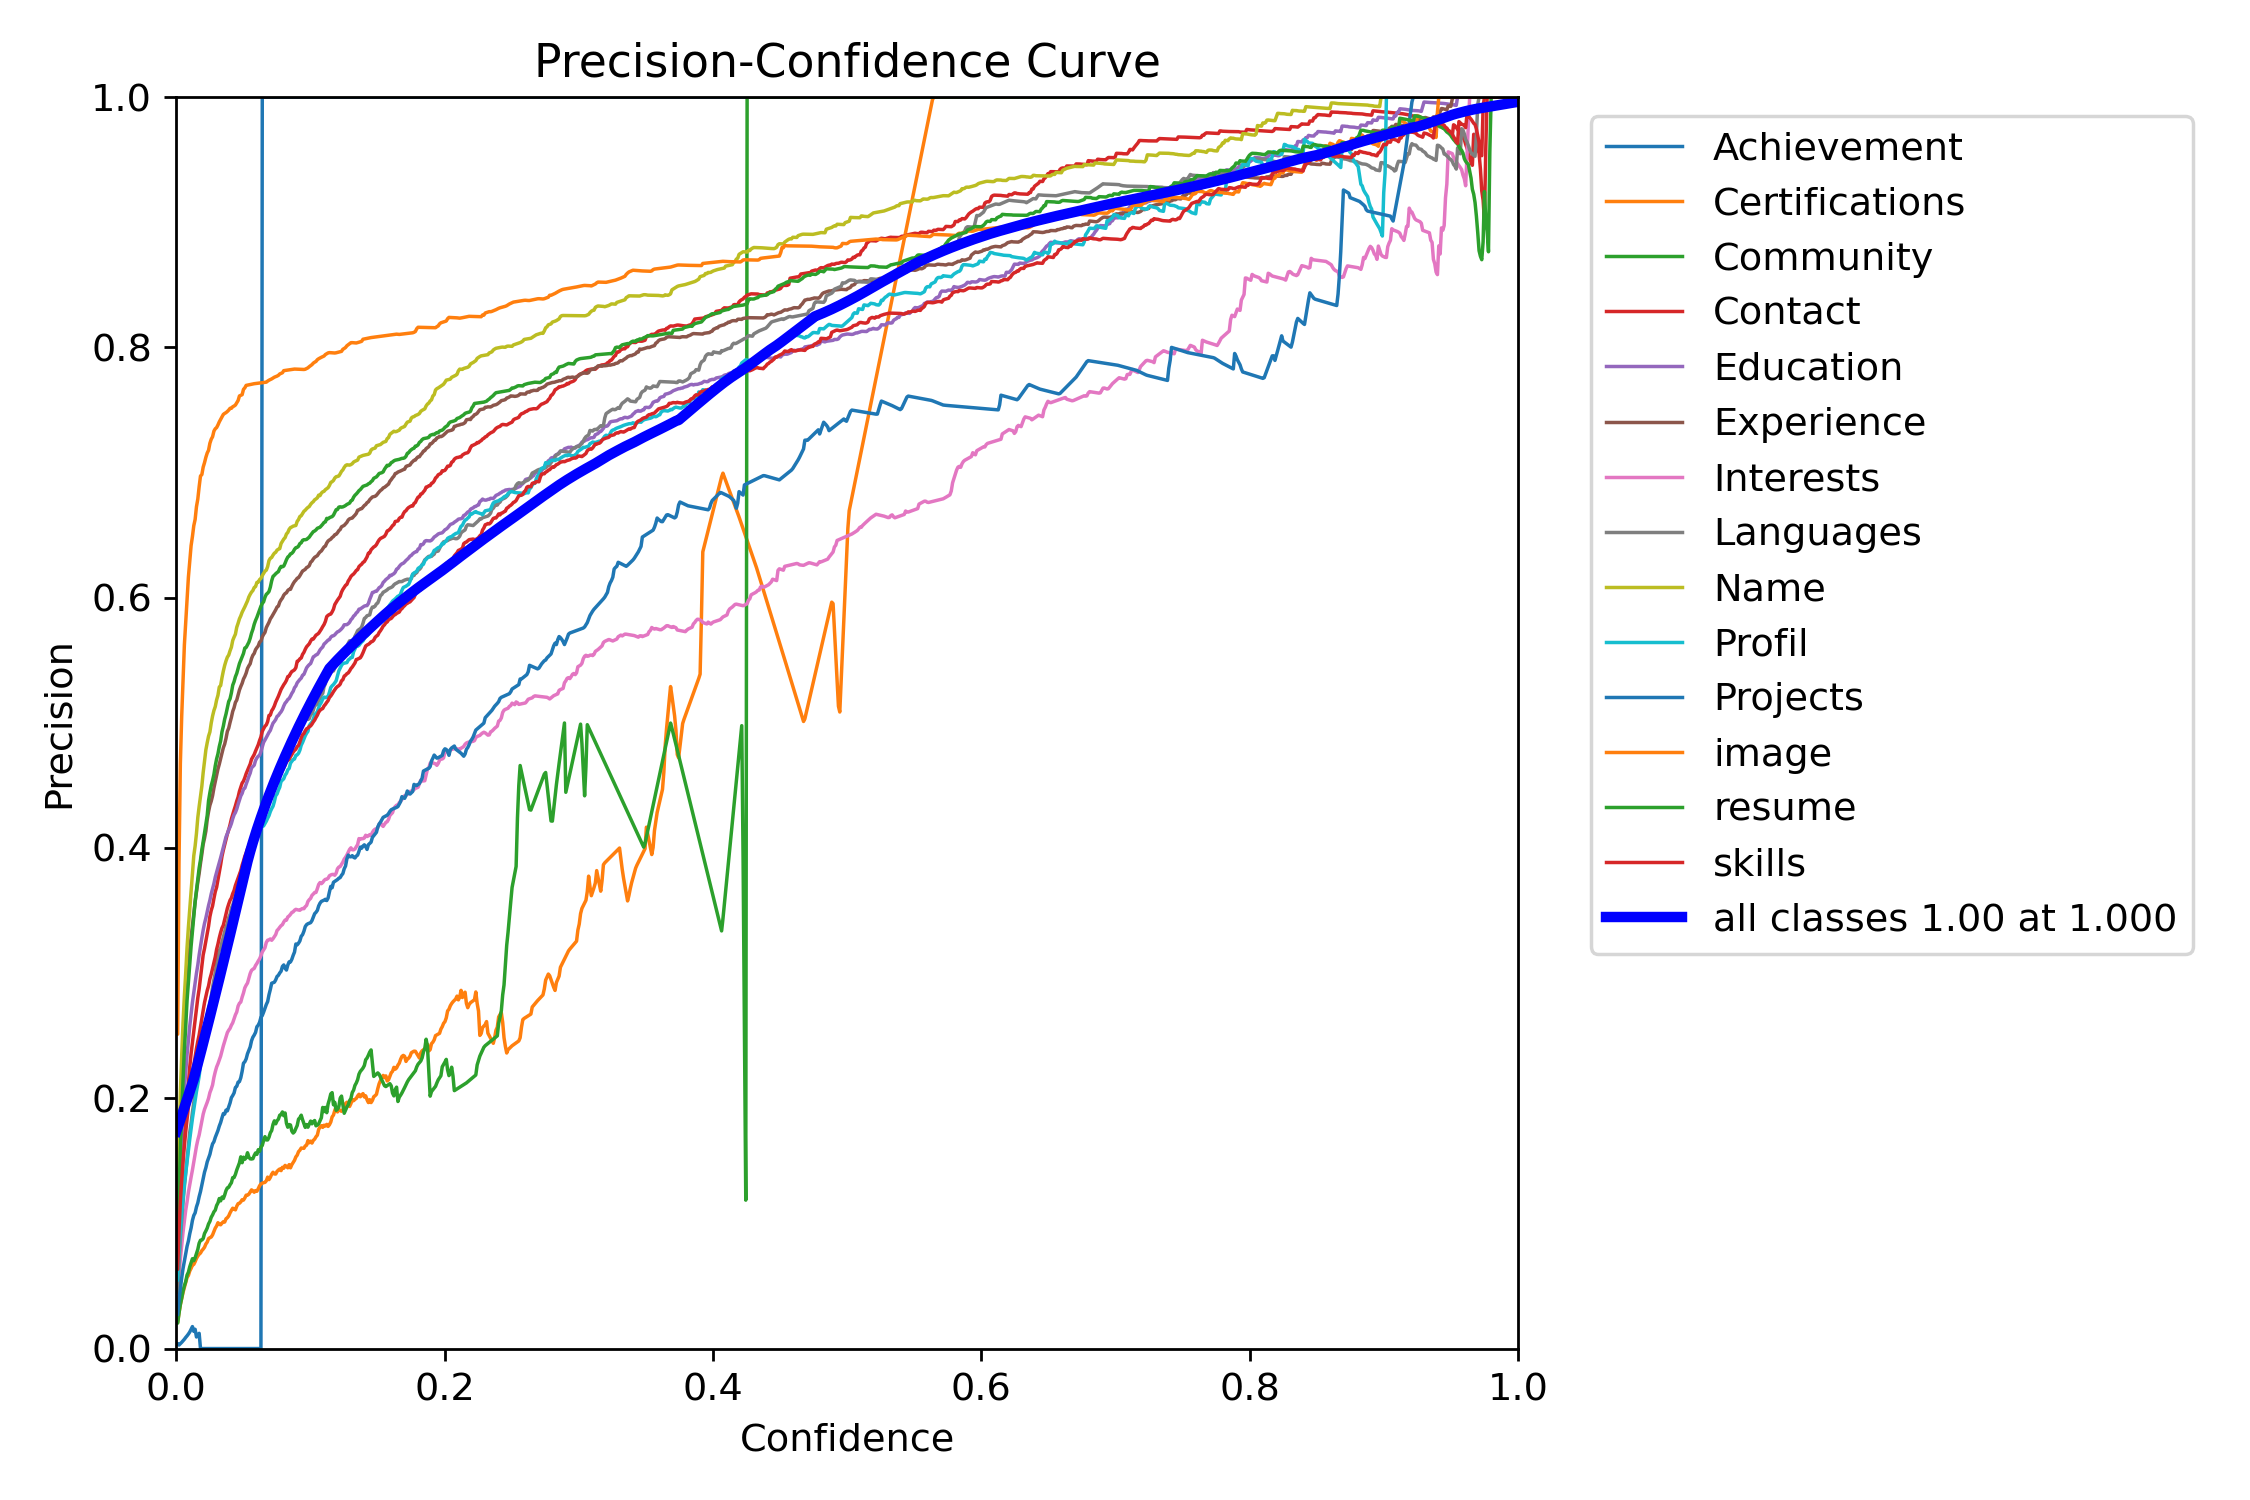 Precision-Confidence Curve
1.0
0.8
0.6
0.4
0.2
0.0
Precision
0.0 0.2 0.4 0.6 0.8 1.0
Confidence
Achievement
Certifications
Community
Contact
Education
Experience
Interests
Languages
Name
Profil
Projects
image
resume
skills
all classes 1.00 at 1.000